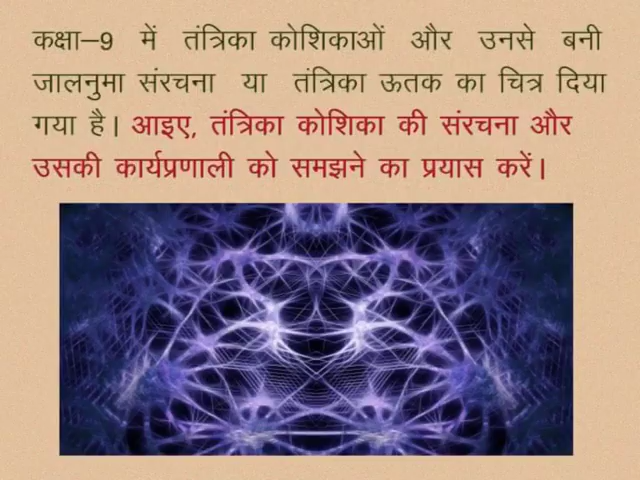 कक्षा–9 में तंत्रिका कोशिकाओं और उनसे बनी
जालनुमा संरचना या तंत्रिका ऊतक का चित्र दिया
गया है। आइए, तंत्रिका कोशिका की संरचना और
उसकी कार्यप्रणाली को समझने का प्रयास करें।